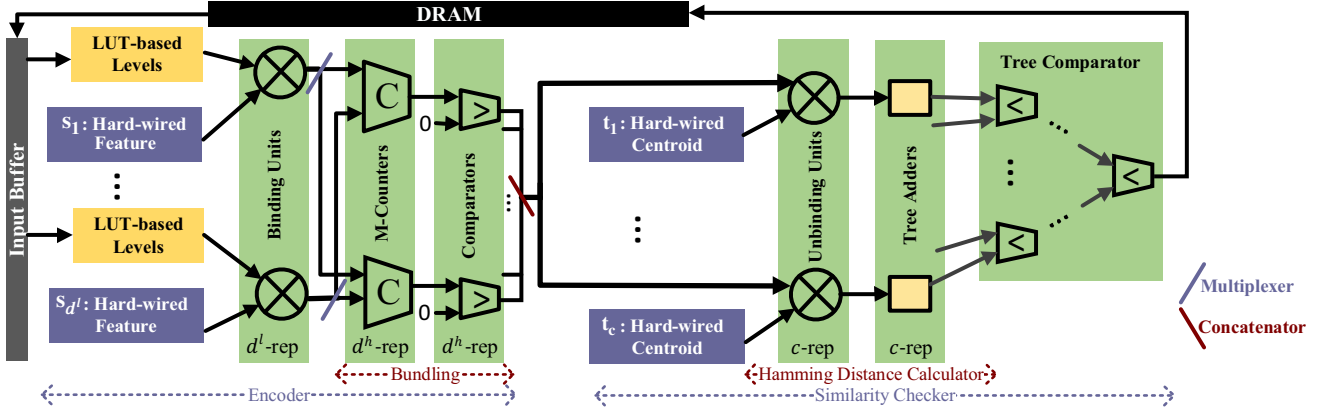 DRAM
Input Buffer
LUT-based
Levels
s1 : Hard-wired
Feature
...
LUT-based
Levels
sdl : Hard-wired
Feature
Binding Units
dl-rep
C
C
M-Counters
dh-rep
>
0
>
0
Comparators
dh-rep
...
t1 : Hard-wired
Centroid
...
tc : Hard-wired
Centroid
Unbinding Units
c-rep
Tree Adders
c-rep
Tree Comparator
<
...
<
...
<
...
Multiplexer
Concatenator
Bundling
Hamming Distance Calculator
Encoder
Similarity Checker